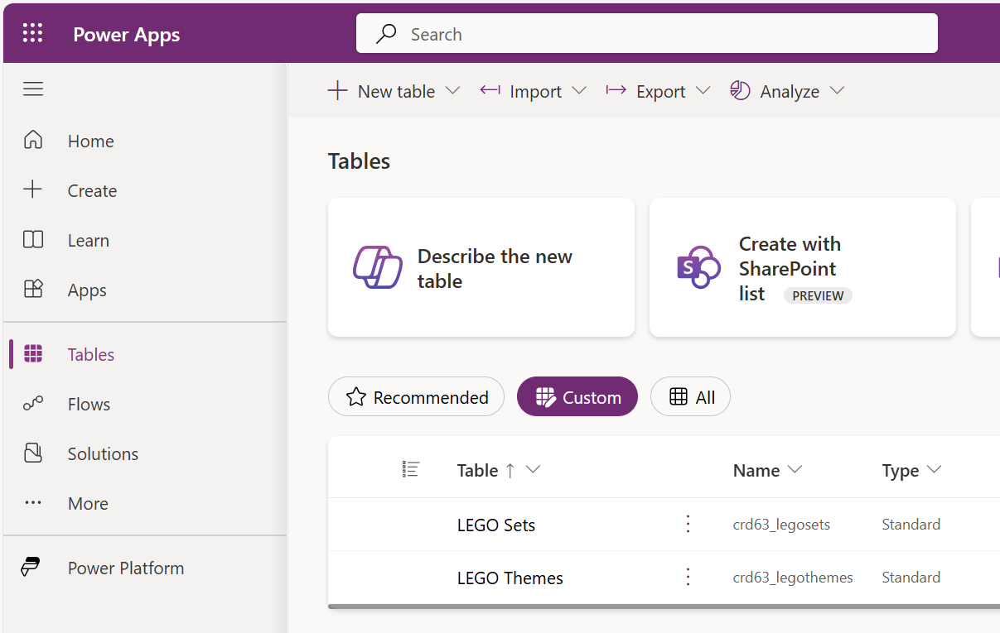 Power Apps
Search
New table
Import
Export
Analyze
Home
Create
Learn
Apps
Tables
Flows
Solutions
More
Power Platform
Tables
Describe the new
table
Create with
SharePoint
list PREVIEW
Recommended
Custom
All
Table Name Type
LEGO Sets crd63_legosets Standard
LEGO Themes crd63_legothemes Standard